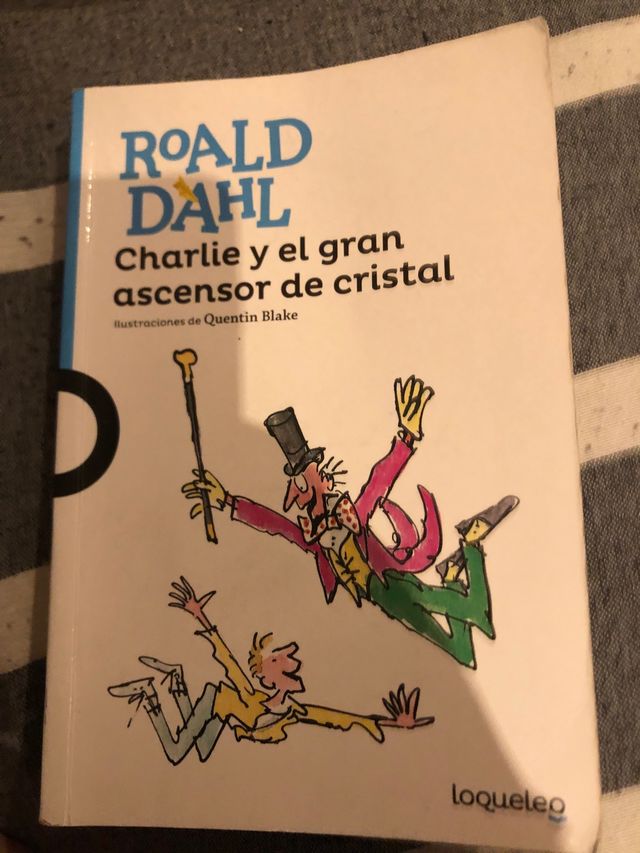 ROALD
DAHL
Charlie y el gran
ascensor de cristal
Ilustraciones de Quentin Blake
loqueleo